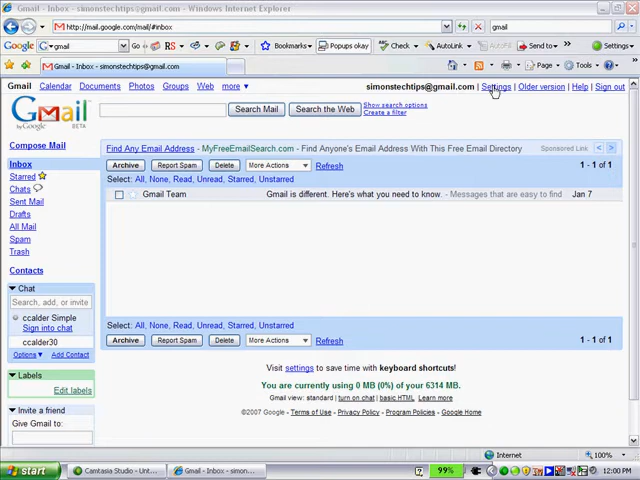 Gmail - Inbox - simonstechtips@gmail.com - Windows Internet Explorer
http://mail.google.com/mail/#inbox
gmail
Google
gmail
Go
RS
Bookmarks
Popups okay
Check
AutoLink
Send to
Settings
Gmail - Inbox - simonstechtips@gmail.com
Page
Tools
Gmail Calendar Documents Photos Groups Web more ▼
simonstechtips@gmail.com | Settings | Older version | Help | Sign out
Gmail
by Google BETA
Search Mail
Search the Web
Show search options
Create a filter
Compose Mail
Inbox
Starred
Chats
Sent Mail
Drafts
All Mail
Spam
Trash
Contacts
Chat
Search, add, or invite
ccalder Simple
Sign into chat
ccalder30
Options ▼ Add Contact
Labels
Edit labels
Invite a friend
Give Gmail to:
Find Any Email Address - MyFreeEmailSearch.com - Find Anyone's Email Address With This Free Email Directory
Sponsored Link < >
Archive Report Spam Delete More Actions Refresh 1 - 1 of 1
Select: All, None, Read, Unread, Starred, Unstarred
Gmail Team Gmail is different. Here's what you need to know. - Messages that are easy to find Jan 7
Select: All, None, Read, Unread, Starred, Unstarred
Archive Report Spam Delete More Actions Refresh 1 - 1 of 1
Visit settings to save time with keyboard shortcuts!
You are currently using 0 MB (0%) of your 6314 MB.
Gmail view: standard | turn on chat | basic HTML Learn more
©2007 Google - Terms of Use - Privacy Policy - Program Policies - Google Home
Internet
100%
start
Camtasia Studio - Unt...
Gmail - Inbox - simon...
99%
12:00 PM